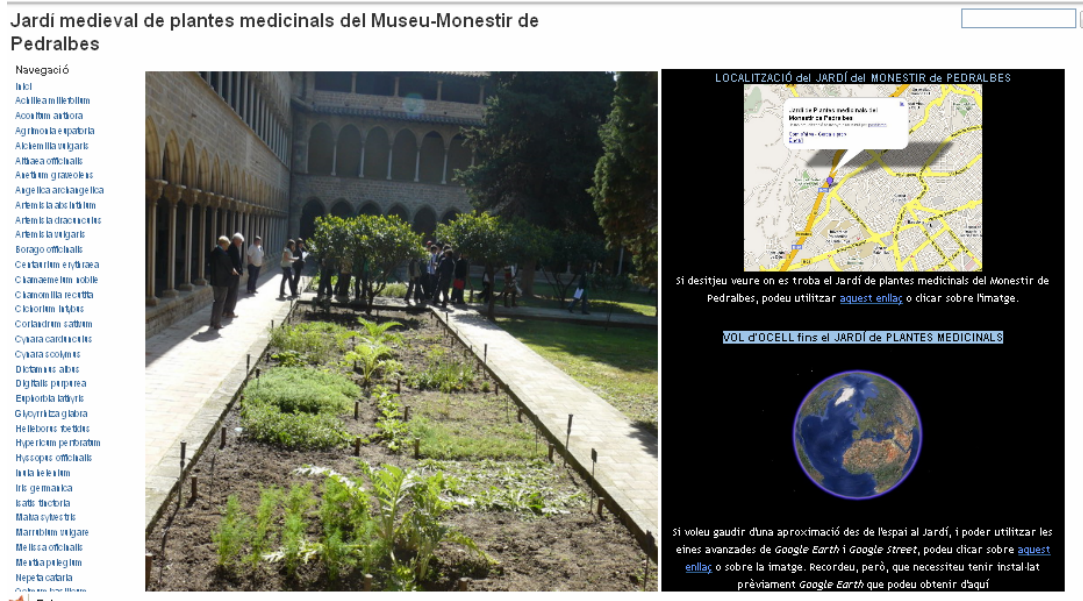 Jardí medieval de plantes medicinals del Museu-Monestir de
Pedralbes
Navegació
Inici
Achillea millefolium
Aconitum anthora
Agrimonia eupatoria
Alchemilla vulgaris
Althaea officinalis
Anethum graveolens
Angelica archangelica
Artemisia absinthium
Artemisia dracunculus
Artemisia vulgaris
Borago officinalis
Centaurium erythraea
Chamaemelum nobile
Chamomilla recutita
Cichorium intybus
Coriandrum sativum
Cynara cardunculus
Cynara scolymus
Dictamnus albus
Digitalis purpurea
Euphorbia lathyris
Glycyrrhiza glabra
Helleborus foetidus
Hypericum perforatum
Hyssopus officinalis
Inula helenium
Iris germanica
Isatis tinctoria
Malva sylvestris
Marrubium vulgare
Melissa officinalis
Mentha pulegium
Nepeta cataria
Ocimum basilicum
LOCALITZACIÓ del JARDÍ del MONESTIR de PEDRALBES
Jardí de Plantes medicinals del
Monestir de Pedralbes
Si desitjeu veure on es troba el Jardí de plantes medicinals del Monestir de
Pedralbes, podeu utilitzar aquest enllaç o clicar sobre l'imatge.
VOL d'OCELL fins el JARDÍ de PLANTES MEDICINALS
Si voleu gaudir d'una aproximació des de l'espai al Jardí, i poder utilitzar les
eines avanzades de Google Earth i Google Street, podeu clicar sobre aquest
enllaç o sobre la imatge. Recordeu, però, que necessiteu tenir instal·lat
prèviament Google Earth que podeu obtenir d'aquí